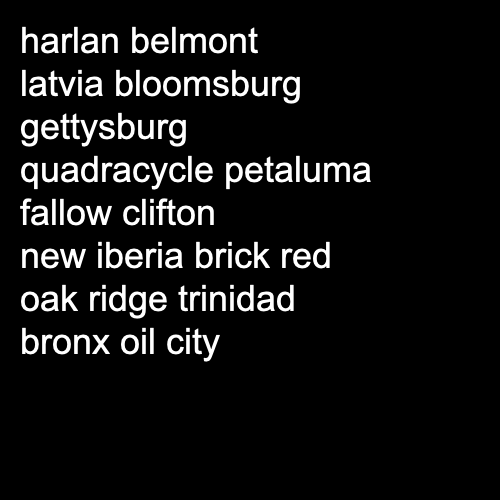 harlan belmont
latvia bloomsburg
gettysburg
quadracycle petaluma
fallow clifton
new iberia brick red
oak ridge trinidad
bronx oil city